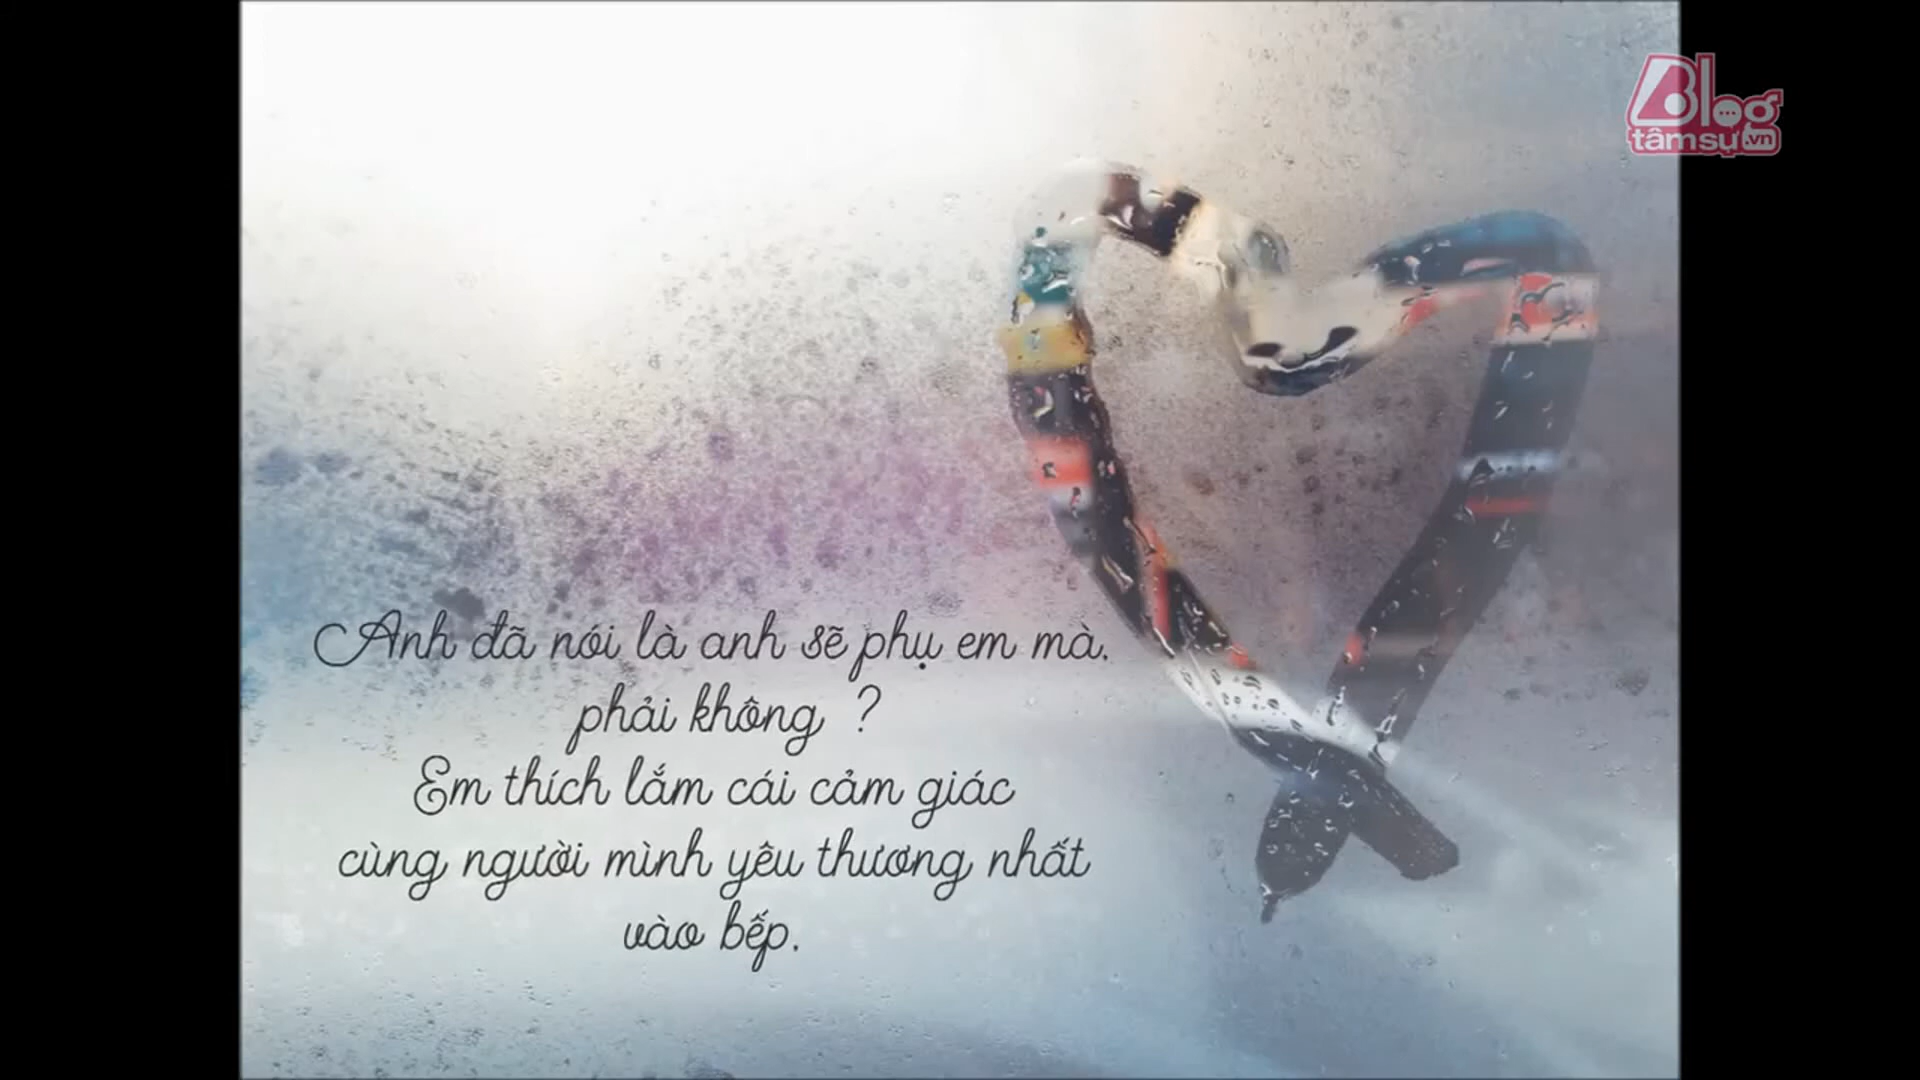 Blog
tâmsự.vn
Anh đã nói là anh sẽ phụ em mà.
phải không ?
Em thích lắm cái cảm giác
cùng người mình yêu thương nhất
vào bếp.